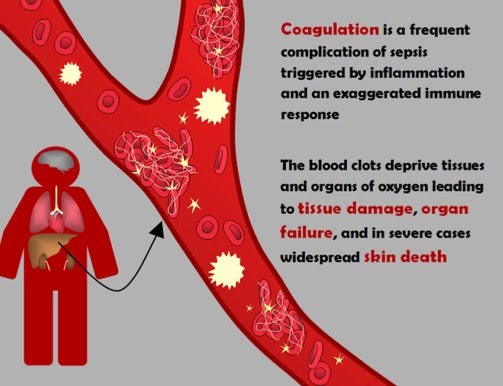 Coagulation is a frequent
complication of sepsis
triggered by inflammation
and an exaggerated immune
response
The blood clots deprive tissues
and organs of oxygen leading
to tissue damage, organ
failure, and in severe cases
widespread skin death